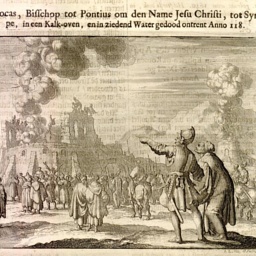 ocas, Bisschop tot Pontius om den Name Jesu Christi, tot Syn
pe, in een Kalk-oven, en in ziedend Water gedood ontrent Anno 118.